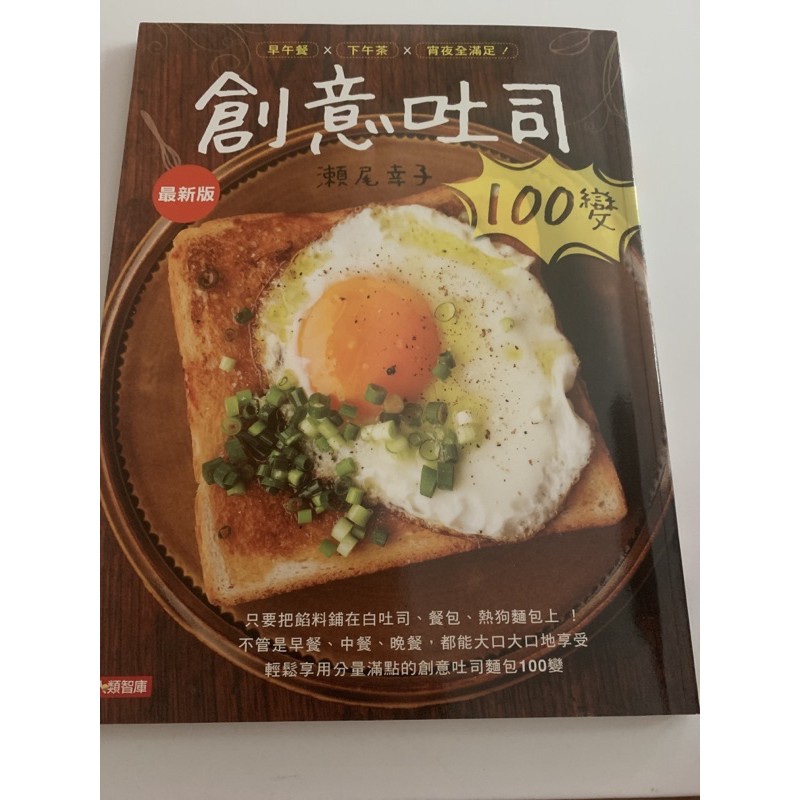 早午餐 X 下午茶 X 宵夜全滿足！
創意吐司
瀨尾幸子
最新版
100變
只要把餡料鋪在白吐司、餐包、熱狗麵包上 ！
不管是早餐、中餐、晚餐，都能大口大口地享受
輕鬆享用分量滿點的創意吐司麵包100變
人類智庫